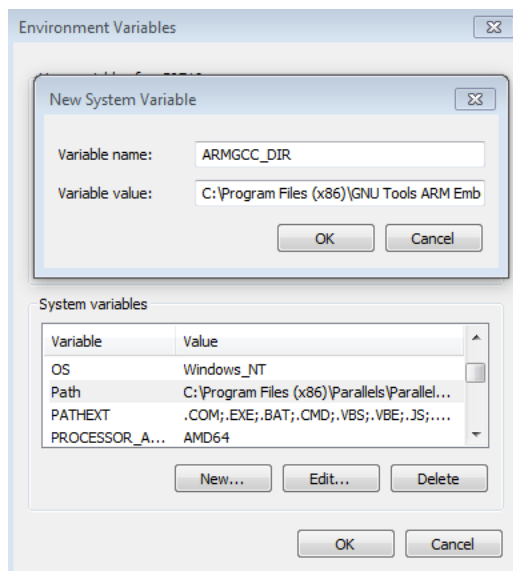 Environment Variables
New System Variable
Variable name: ARMGCC_DIR
Variable value: C:\Program Files (x86)\GNU Tools ARM Emb
OK Cancel
System variables
Variable Value
OS Windows_NT
Path C:\Program Files (x86)\Parallels\Parallel...
PATHEXT .COM;.EXE;.BAT;.CMD;.VBS;.VBE;.JS;....
PROCESSOR_A... AMD64
New... Edit... Delete
OK Cancel